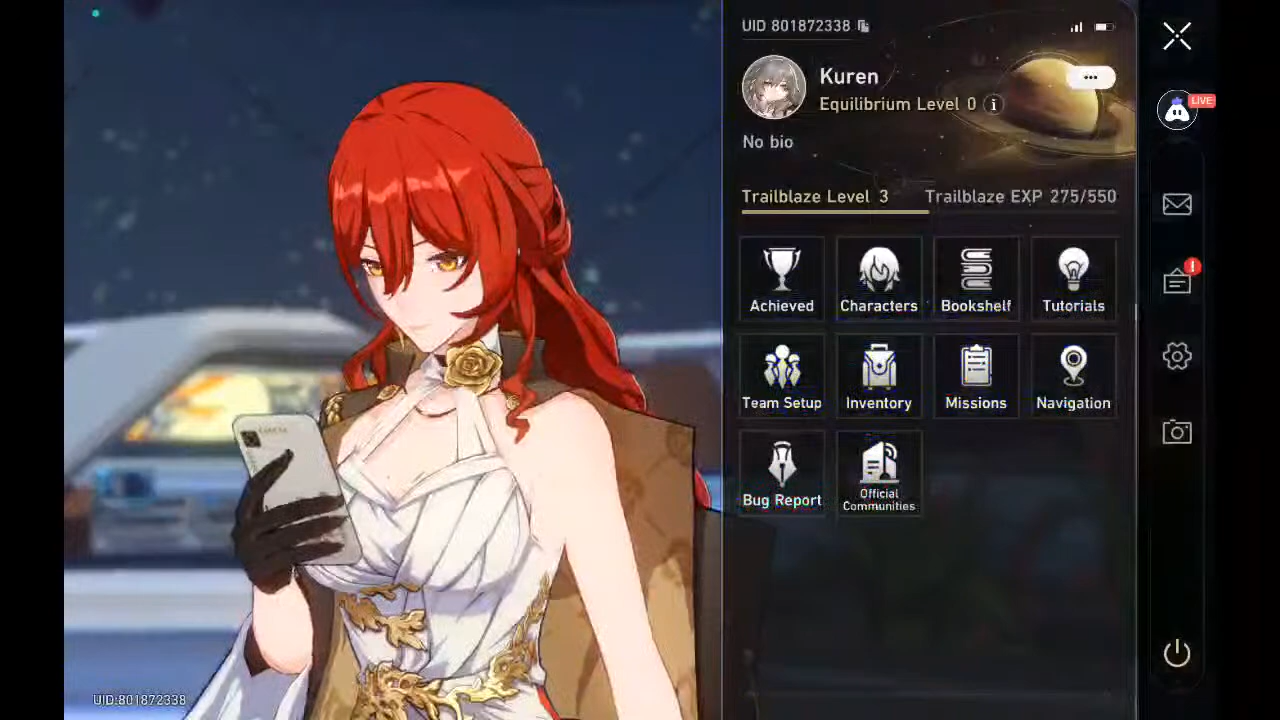 UID 801872338
Kuren
Equilibrium Level 0
No bio
Trailblaze Level 3 Trailblaze EXP 275/550
Achieved Characters Bookshelf Tutorials
Team Setup Inventory Missions Navigation
Bug Report Official Communities
LIVE
UID:801872338